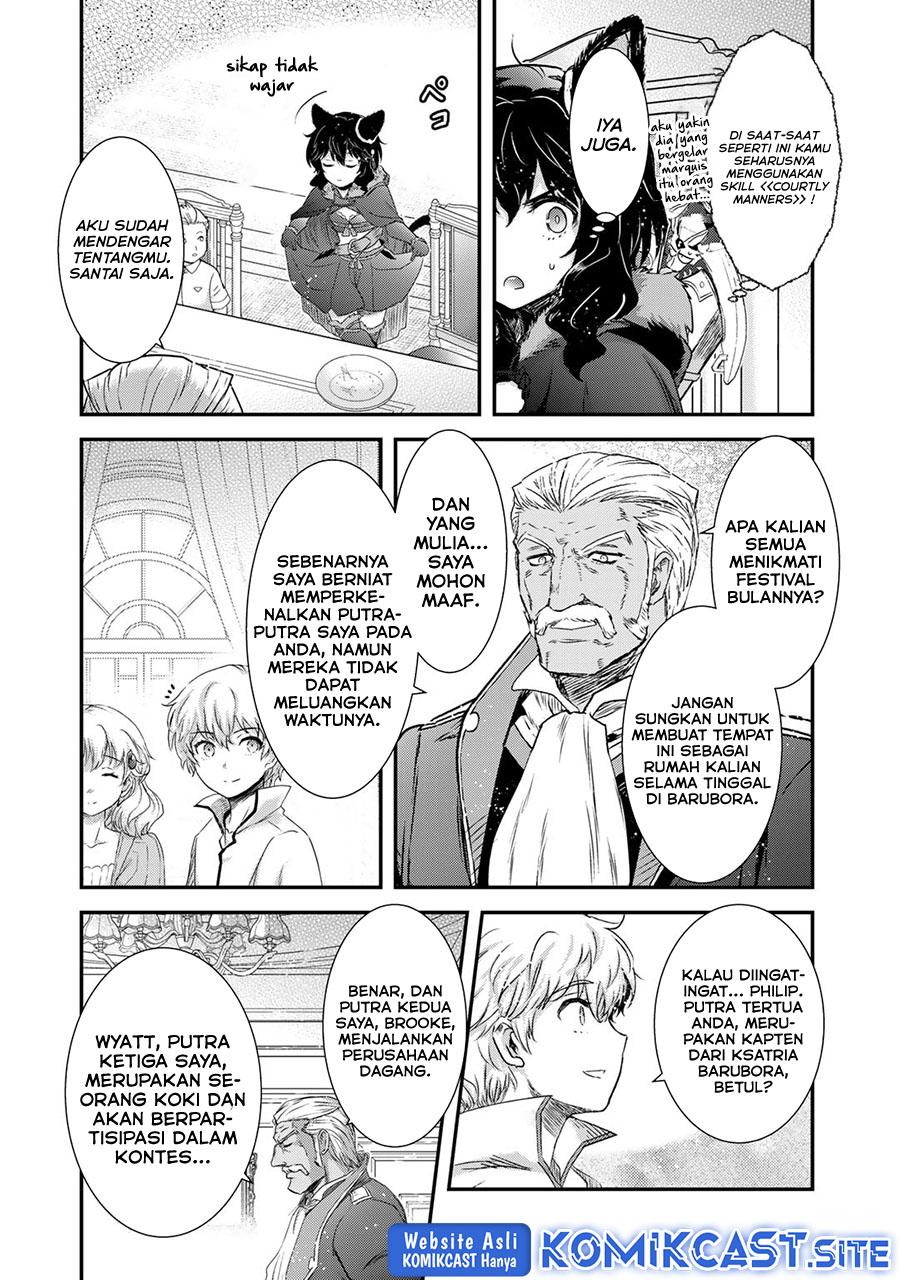 DI SAAT-SAAT
SEPERTI INI KAMU
SEHARUSNYA
MENGGUNAKAN
SKILL <<COURTLY
MANNERS>> !
aku yakin
dia yang
bergelar
marquis
itu orang
hebat...
IYA
JUGA.
sikap tidak
wajar
ペコ
AKU SUDAH
MENDENGAR
TENTANGMU.
SANTAI SAJA.
APA KALIAN
SEMUA
MENIKMATI
FESTIVAL
BULANNYA?
JANGAN
SUNGKAN UNTUK
MEMBUAT TEMPAT
INI SEBAGAI
RUMAH KALIAN
SELAMA TINGGAL
DI BARUBORA.
DAN
YANG
MULIA...
SAYA
MOHON
MAAF.
SEBENARNYA
SAYA BERNIAT
MEMPERKE-
NALKAN PUTRA-
PUTRA SAYA PADA
ANDA, NAMUN
MEREKA TIDAK
DAPAT
MELUANGKAN
WAKTUNYA.
KALAU DIINGAT-
INGAT... PHILIP.
PUTRA TERTUA
ANDA, MERU-
PAKAN KAPTEN
DARI KSATRIA
BARUBORA,
BETUL?
BENAR, DAN
PUTRA KEDUA
SAYA, BROOKE,
MENJALANKAN
PERUSAHAAN
DAGANG.
WYATT, PUTRA
KETIGA SAYA,
MERUPAKAN SE-
ORANG KOKI DAN
AKAN BERPAR-
TISIPASI DALAM
KONTES...
Website Asli
KOMIKCAST Hanya
KOMIKCAST.SITE